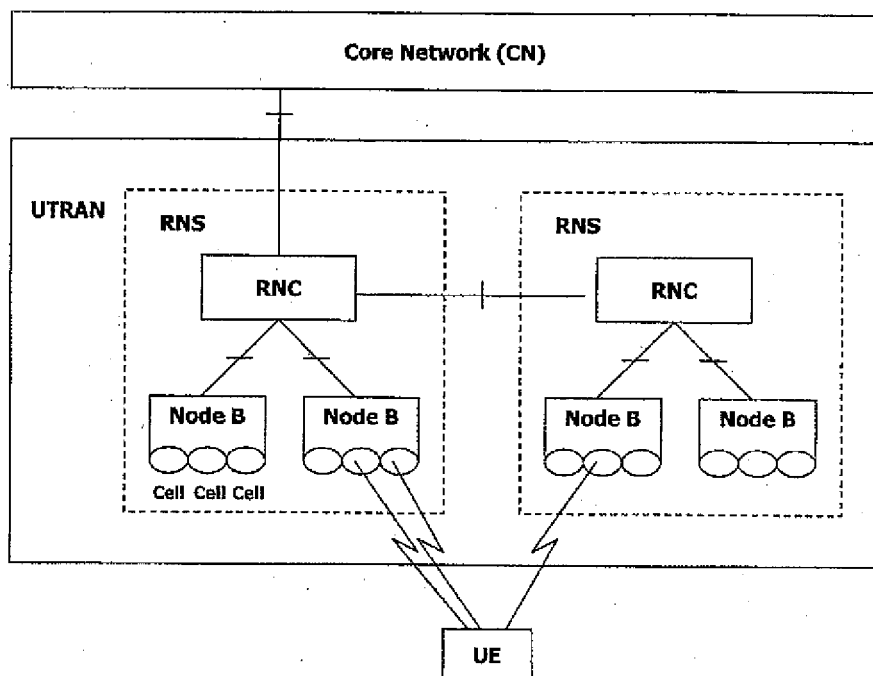 Core Network (CN)
UTRAN
RNS
RNS
RNC
RNC
Node B
Node B
Node B
Node B
Cell Cell Cell
UE